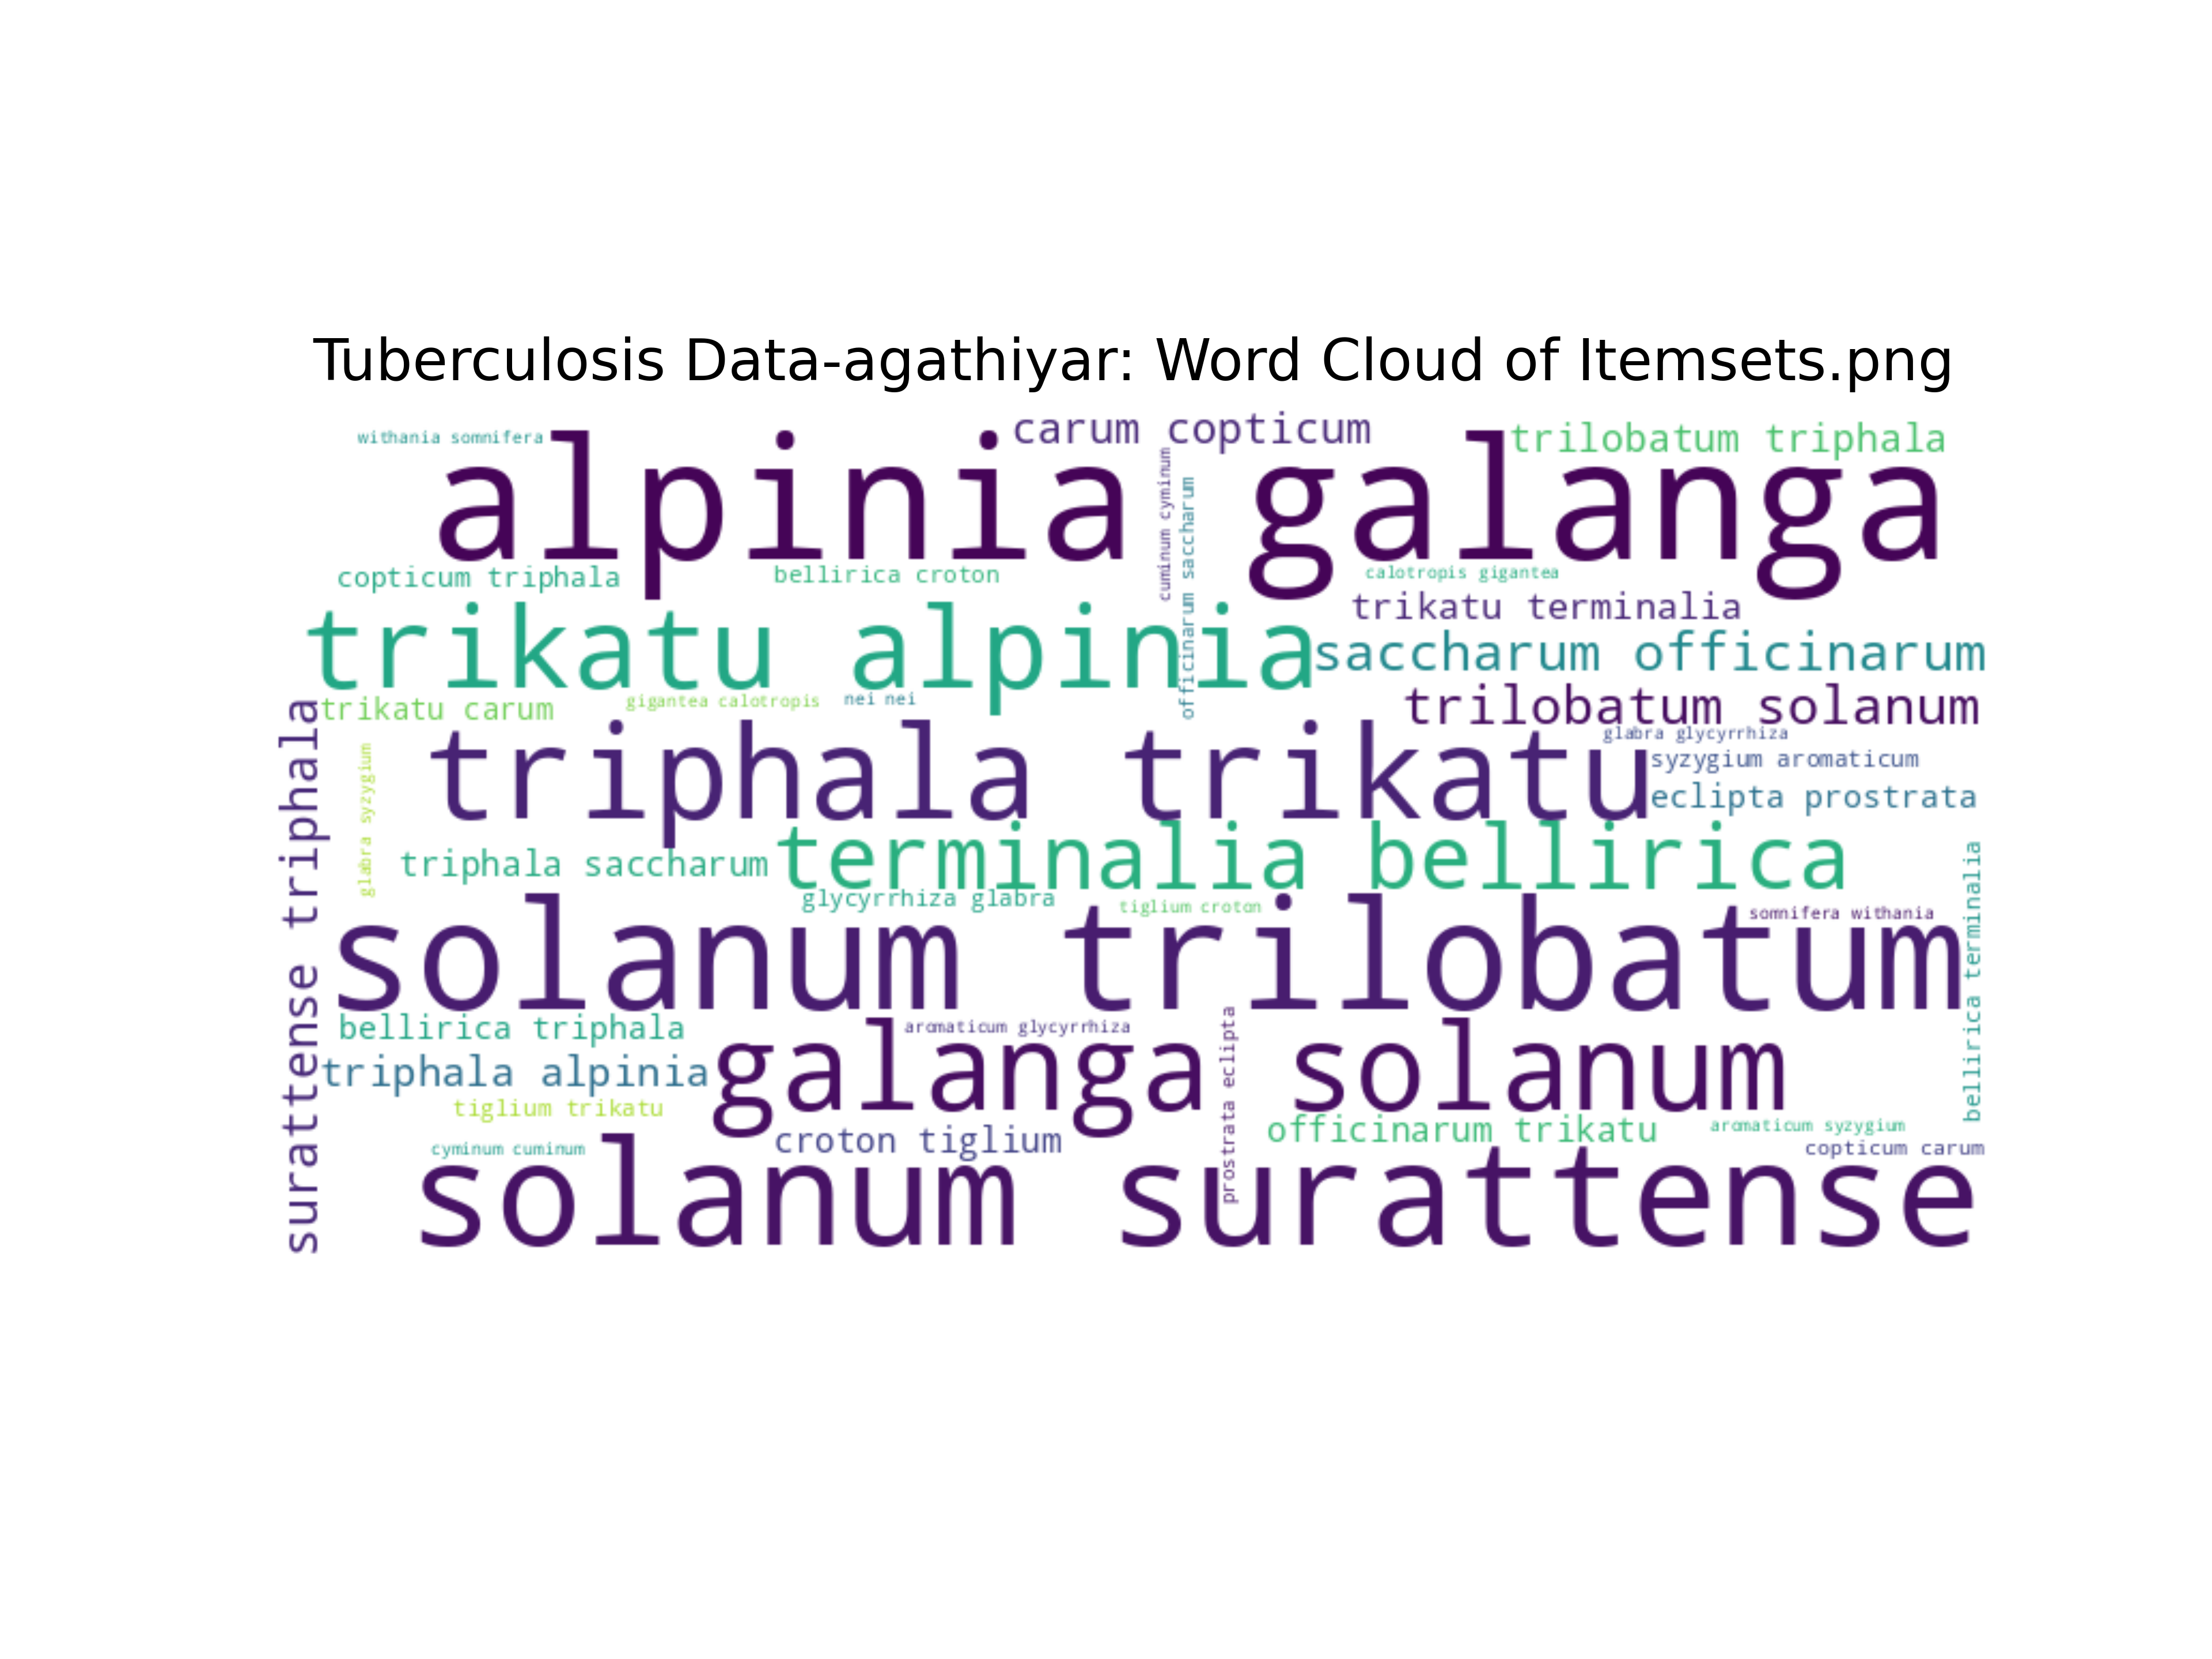 Tuberculosis Data-agathiyar: Word Cloud of Itemsets.png
carum copticum
withania somnifera
trilobatum triphala
alpinia galanga
cuminum cyminum
officinarum saccharum
copticum triphala
bellirica croton
calotropis gigantea
trikatu terminalia
trikatu alpinia
saccharum officinarum
trikatu carum
gigantea calotropis
nei nei
trilobatum solanum
surattense triphala
glabra glycyrrhiza
triphala trikatu
syzygium aromaticum
glabra syzygium
eclipta prostrata
triphala saccharum
terminalia bellirica
bellirica terminalia
glycyrrhiza glabra
tiglium croton
somnifera withania
solanum trilobatum
bellirica triphala
aromaticum glycyrrhiza
prostrata eclipta
triphala alpinia
galanga solanum
tiglium trikatu
croton tiglium
officinarum trikatu
aromaticum syzygium
cyminum cuminum
copticum carum
solanum surattense